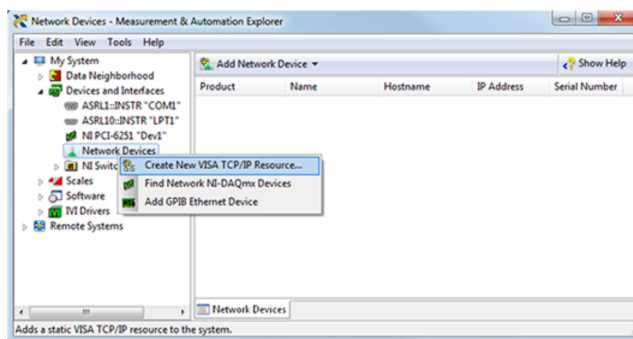 Network Devices - Measurement & Automation Explorer
File Edit View Tools Help
My System
Data Neighborhood
Devices and Interfaces
ASRL1::INSTR "COM1"
ASRL10::INSTR "LPT1"
NI PCI-6251 "Dev1"
Network Devices
NI Switc
Scales
Software
IVI Drivers
Remote Systems
Add Network Device
Show Help
Product Name Hostname IP Address Serial Number
Create New VISA TCP/IP Resource...
Find Network NI-DAQmx Devices
Add GPIB Ethernet Device
Network Devices
Adds a static VISA TCP/IP resource to the system.